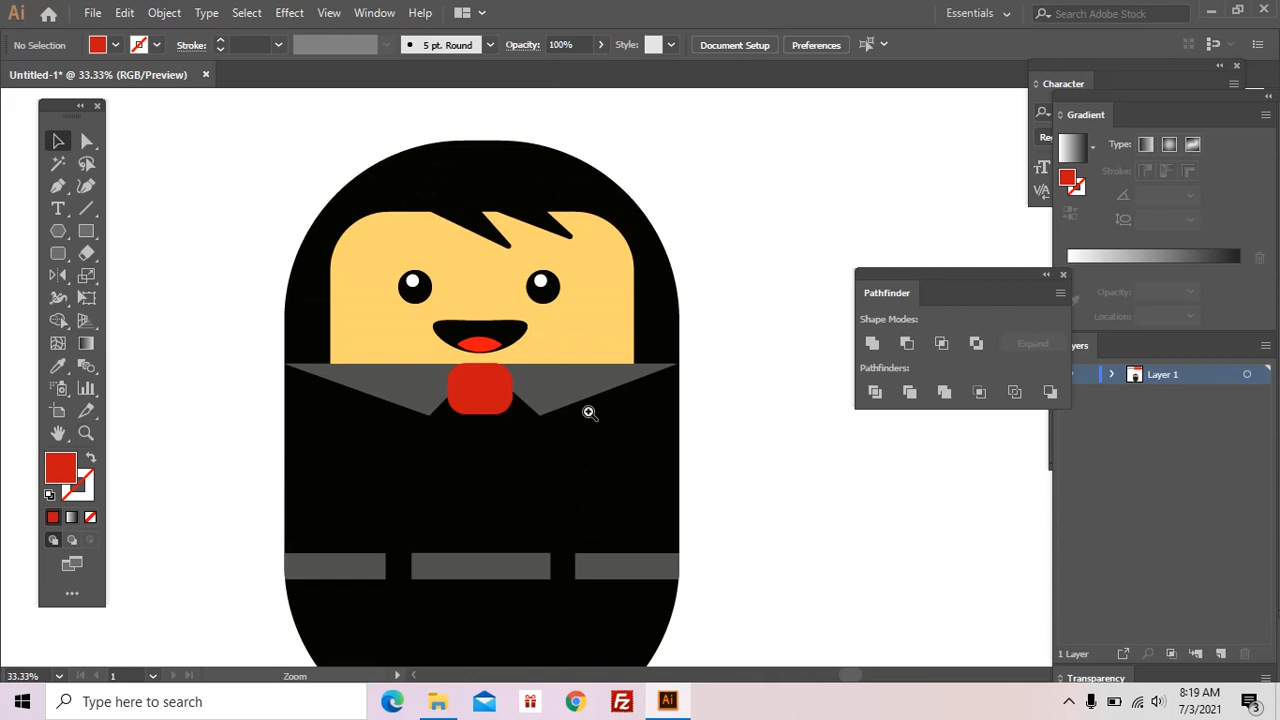 Ai File Edit Object Type Select Effect View Window Help Essentials Search Adobe Stock
No Selection Stroke: 5 pt. Round Opacity: 100% Style: Document Setup Preferences
Untitled-1* @ 33.33% (RGB/Preview)
Character
Gradient
Type:
Stroke:
Opacity:
Location:
Pathfinder
Shape Modes:
Expand
Pathfinders:
Layer 1
1 Layer
Transparency
33.33% 1 Zoom
Type here to search
Fz
Ai
8:19 AM
7/3/2021
3